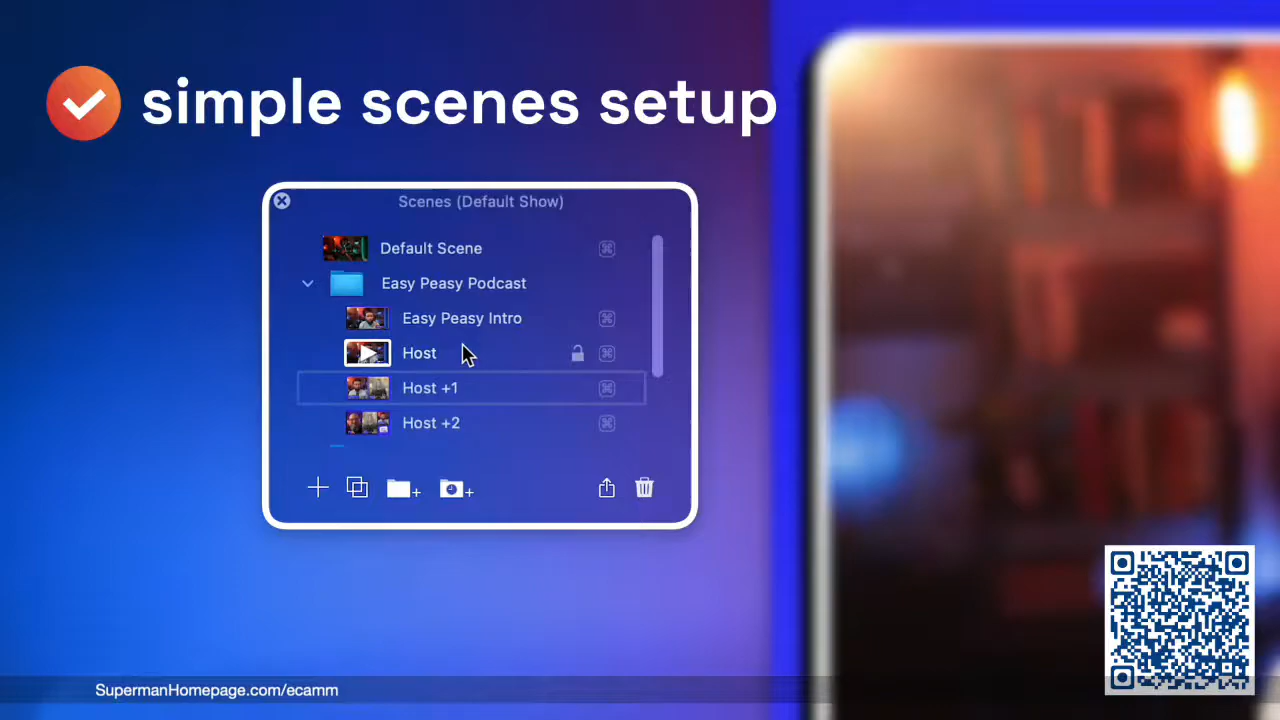 simple scenes setup
Scenes (Default Show)
Default Scene
Easy Peasy Podcast
Easy Peasy Intro
Host
Host +1
Host +2
SupermanHomepage.com/ecamm